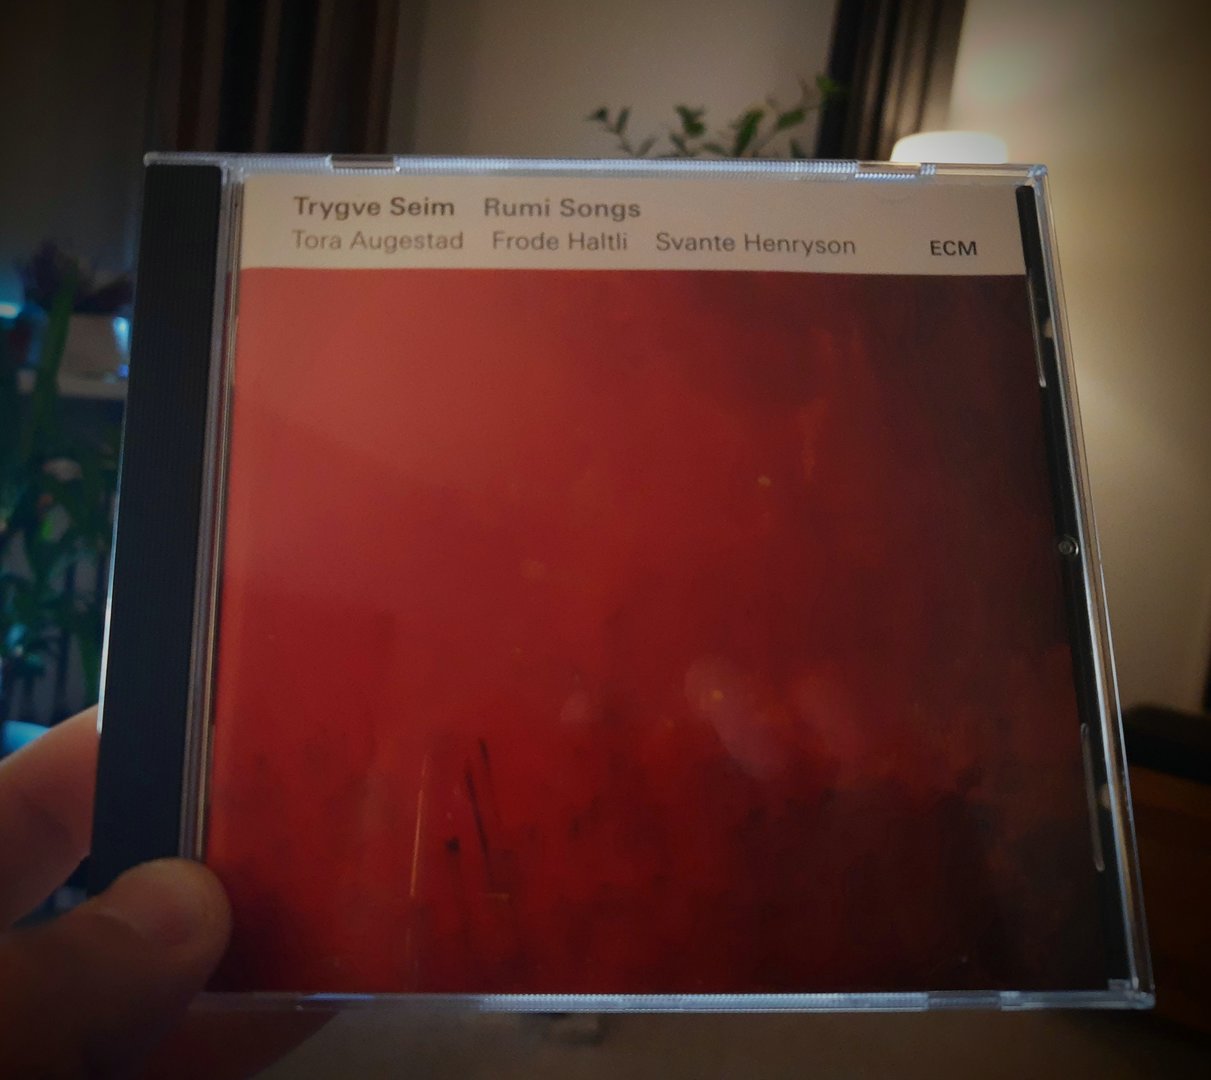 Trygve Seim Rumi Songs
Tora Augestad Frode Haltli Svante Henryson ECM